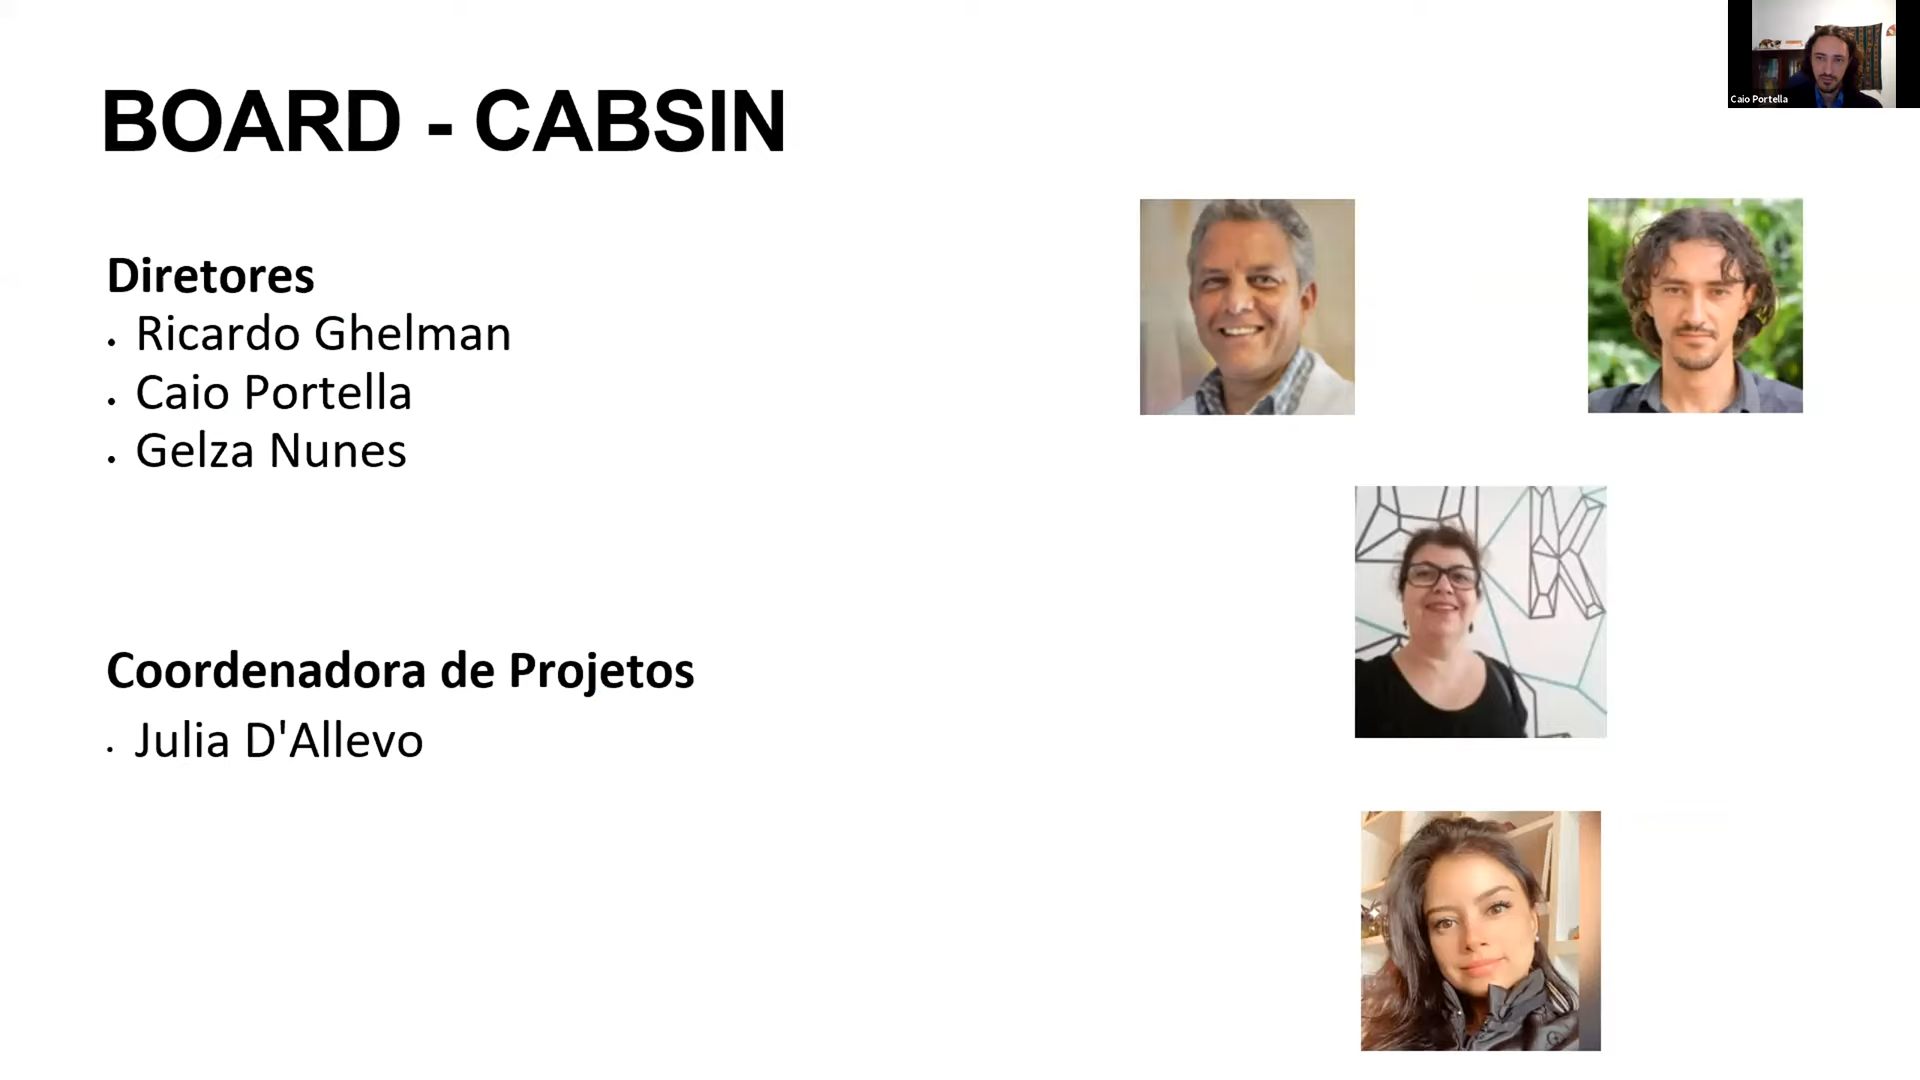 BOARD - CABSIN
Caio Portella
Diretores
• Ricardo Ghelman
• Caio Portella
• Gelza Nunes
Coordenadora de Projetos
• Julia D'Allevo